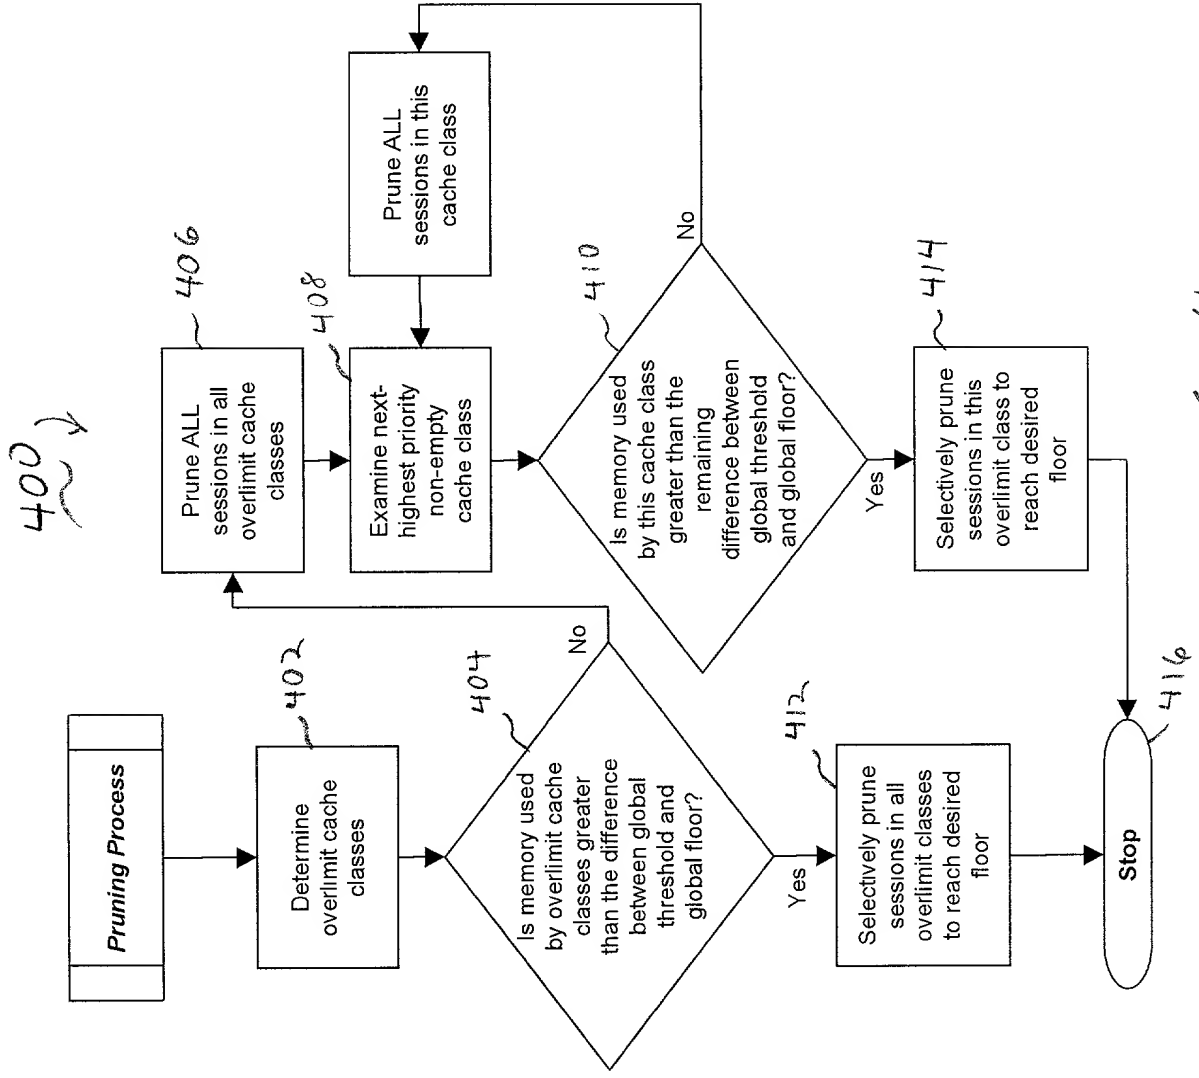 400
Pruning Process
402
Determine
overlimit cache
classes
404
Is memory used
by overlimit cache
classes greater
than the difference
between global
threshold and
global floor?
No
Yes
406
Prune ALL
sessions in all
overlimit cache
classes
408
Examine next-
highest priority
non-empty
cache class
Prune ALL
sessions in this
cache class
410
Is memory used
by this cache class
greater than the
remaining
difference between
global threshold
and global floor?
No
Yes
412
Selectively prune
sessions in all
overlimit classes
to reach desired
floor
414
Selectively prune
sessions in this
overlimit class to
reach desired
floor
Stop
416